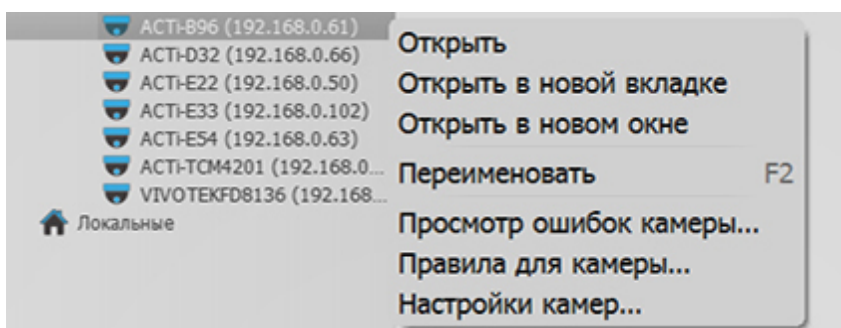 ACTi-B96 (192.168.0.61)
ACTi-D32 (192.168.0.66)
ACTi-E22 (192.168.0.50)
ACTi-E33 (192.168.0.102)
ACTi-E54 (192.168.0.63)
ACTi-TCM4201 (192.168.0...
VIVOTEKFD8136 (192.168...
Локальные
Открыть
Открыть в новой вкладке
Открыть в новом окне
Переименовать F2
Просмотр ошибок камеры...
Правила для камеры...
Настройки камер...